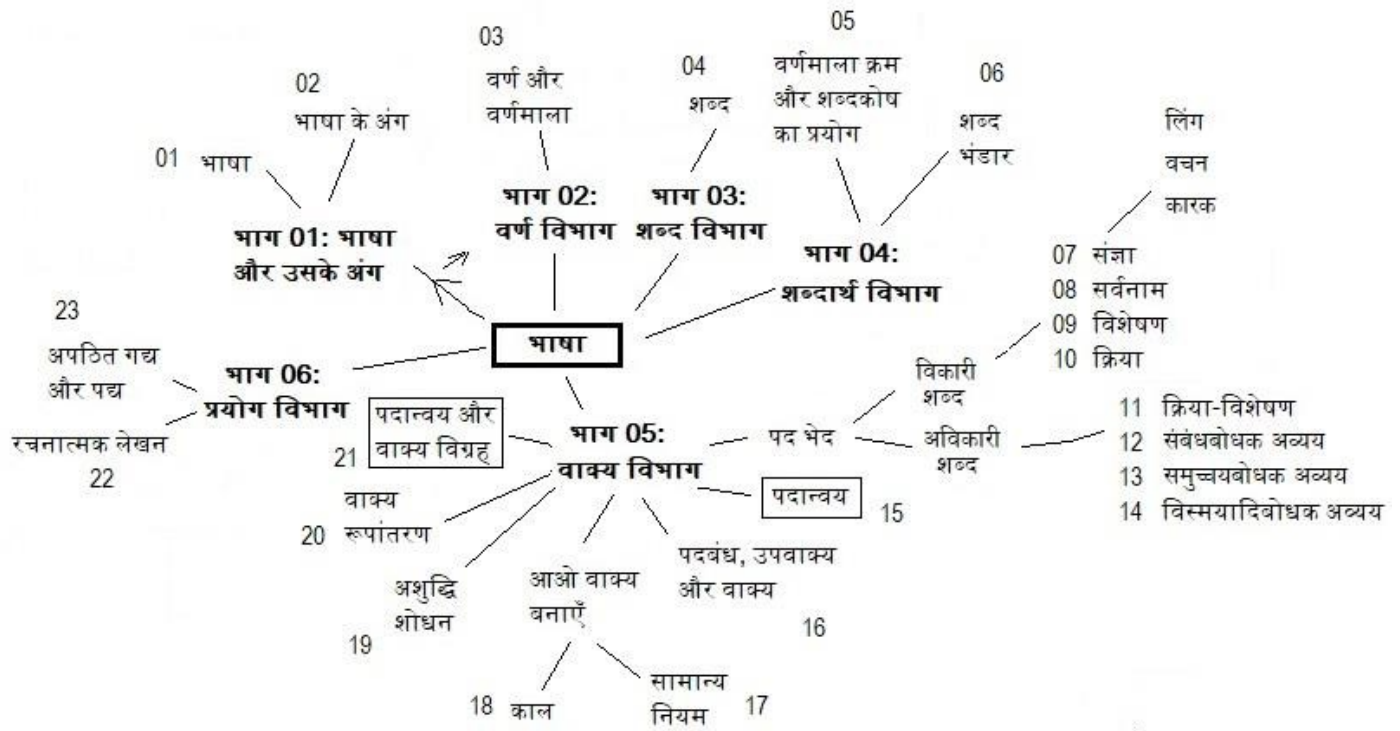 01 भाषा
02
भाषा के अंग
भाग 01: भाषा
और उसके अंग
03
वर्ण और
वर्णमाला
भाग 02:
वर्ण विभाग
04
शब्द
भाग 03:
शब्द विभाग
05
वर्णमाला क्रम
और शब्दकोष
का प्रयोग
06
शब्द
भंडार
भाग 04:
शब्दार्थ विभाग
भाषा
लिंग
वचन
कारक
07 संज्ञा
08 सर्वनाम
09 विशेषण
10 क्रिया
विकारी
शब्द
पद भेद
अविकारी
शब्द
11 क्रिया-विशेषण
12 संबंधबोधक अव्यय
13 समुच्चयबोधक अव्यय
14 विस्मयादिबोधक अव्यय
भाग 05:
वाक्य विभाग
पदान्वय
15
पदबंध, उपवाक्य
और वाक्य
16
आओ वाक्य
बनाएँ
सामान्य
नियम
17
18 काल
अशुद्धि
शोधन
19
वाक्य
20 रूपांतरण
पदान्वय और
वाक्य विग्रह
21
भाग 06:
प्रयोग विभाग
रचनात्मक लेखन
22
23
अपठित गद्य
और पद्य